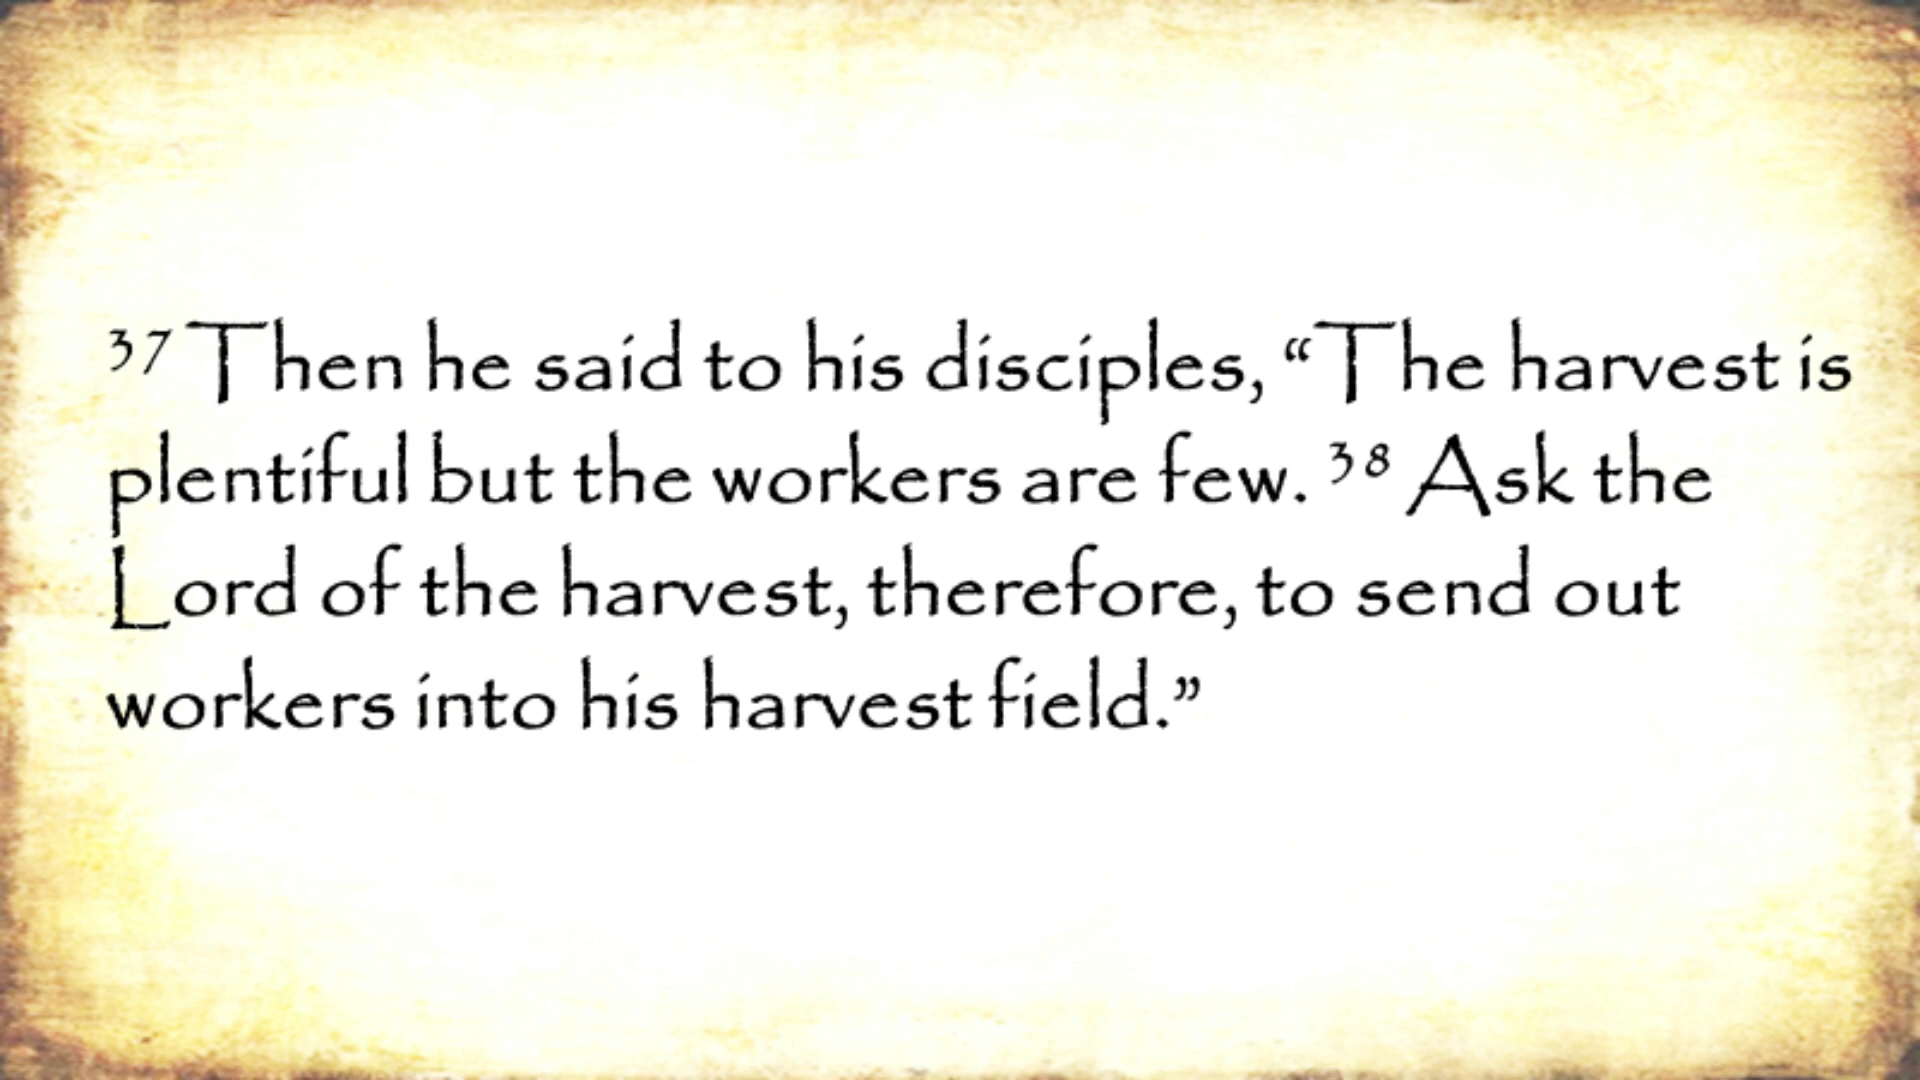 ³⁷ Then he said to his disciples, “The harvest is
plentiful but the workers are few. ³⁸ Ask the
Lord of the harvest, therefore, to send out
workers into his harvest field.”